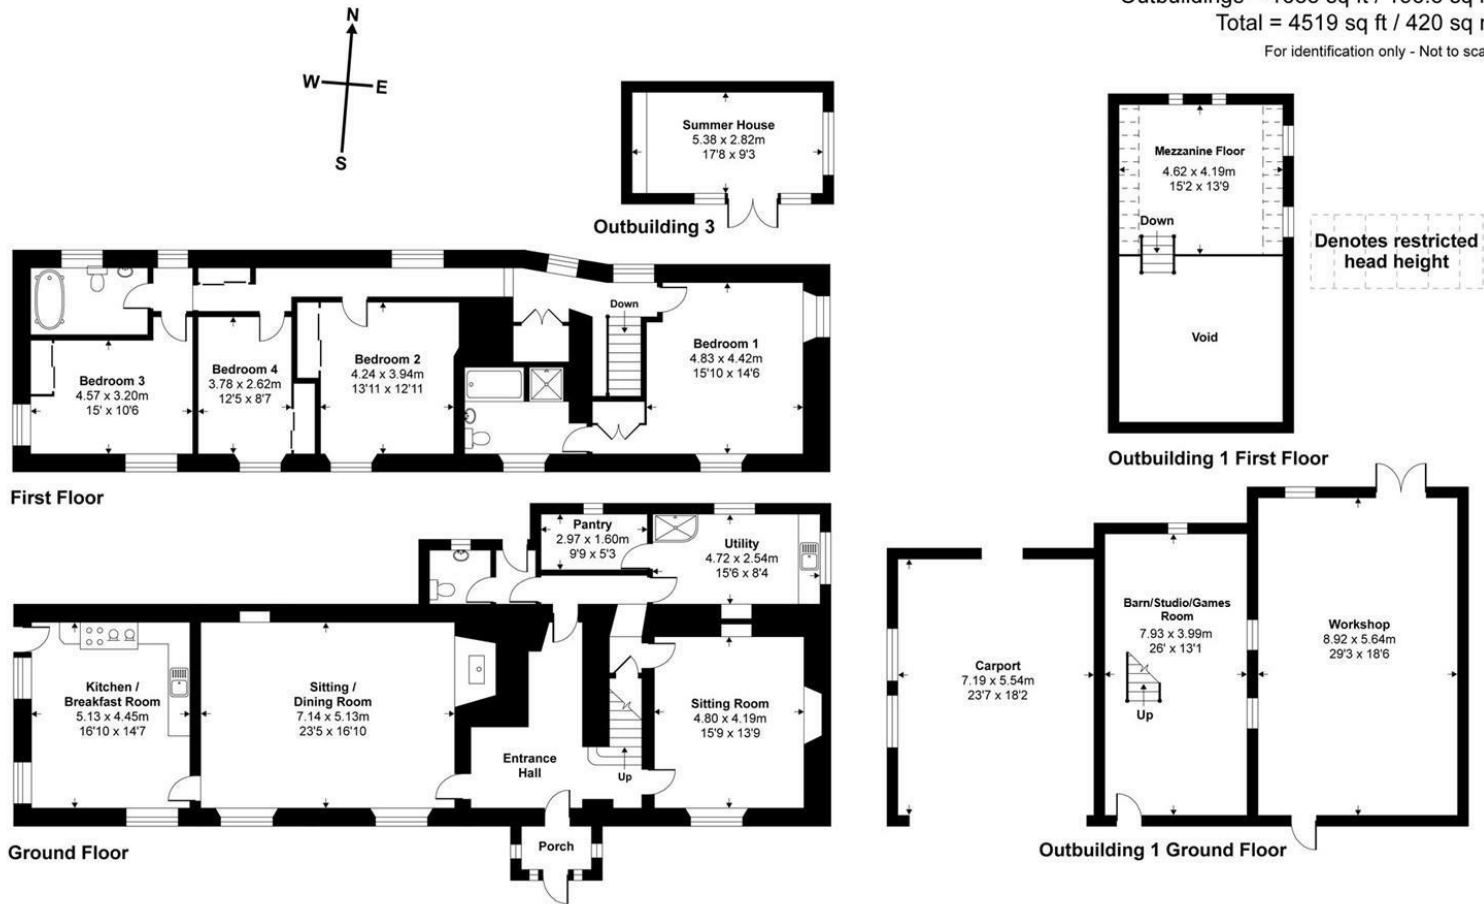 Total = 4519 sq ft / 420 sq
For identification only - Not to
N
W
E
S
Summer House
5.38 x 2.82m
17'8 x 9'3
Outbuilding 3
Mezzanine Floor
4.62 x 4.19m
15'2 x 13'9
Down
Void
Denotes restricted
head height
Outbuilding 1 First Floor
Bedroom 3
4.57 x 3.20m
15' x 10'6
Bedroom 4
3.78 x 2.62m
12'5 x 8'7
Bedroom 2
4.24 x 3.94m
13'11 x 12'11
Down
Bedroom 1
4.83 x 4.42m
15'10 x 14'6
First Floor
Pantry
2.97 x 1.60m
9'9 x 5'3
Utility
4.72 x 2.54m
15'6 x 8'4
Kitchen /
Breakfast Room
5.13 x 4.45m
16'10 x 14'7
Sitting /
Dining Room
7.14 x 5.13m
23'5 x 16'10
Entrance
Hall
Up
Sitting Room
4.80 x 4.19m
15'9 x 13'9
Porch
Ground Floor
Carport
7.19 x 5.54m
23'7 x 18'2
Barn/Studio/Games
Room
7.93 x 3.99m
26' x 13'1
Up
Workshop
8.92 x 5.64m
29'3 x 18'6
Outbuilding 1 Ground Floor